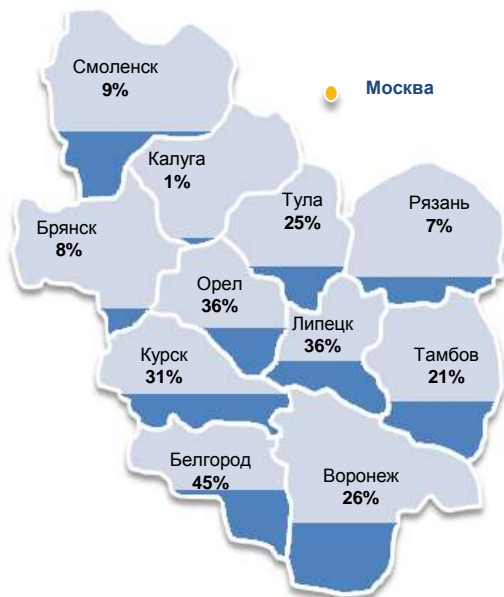 Смоленск
9%
Москва
Калуга
1%
Тула
25%
Рязань
7%
Брянск
8%
Орел
36%
Липецк
36%
Курск
31%
Тамбов
21%
Белгород
45%
Воронеж
26%